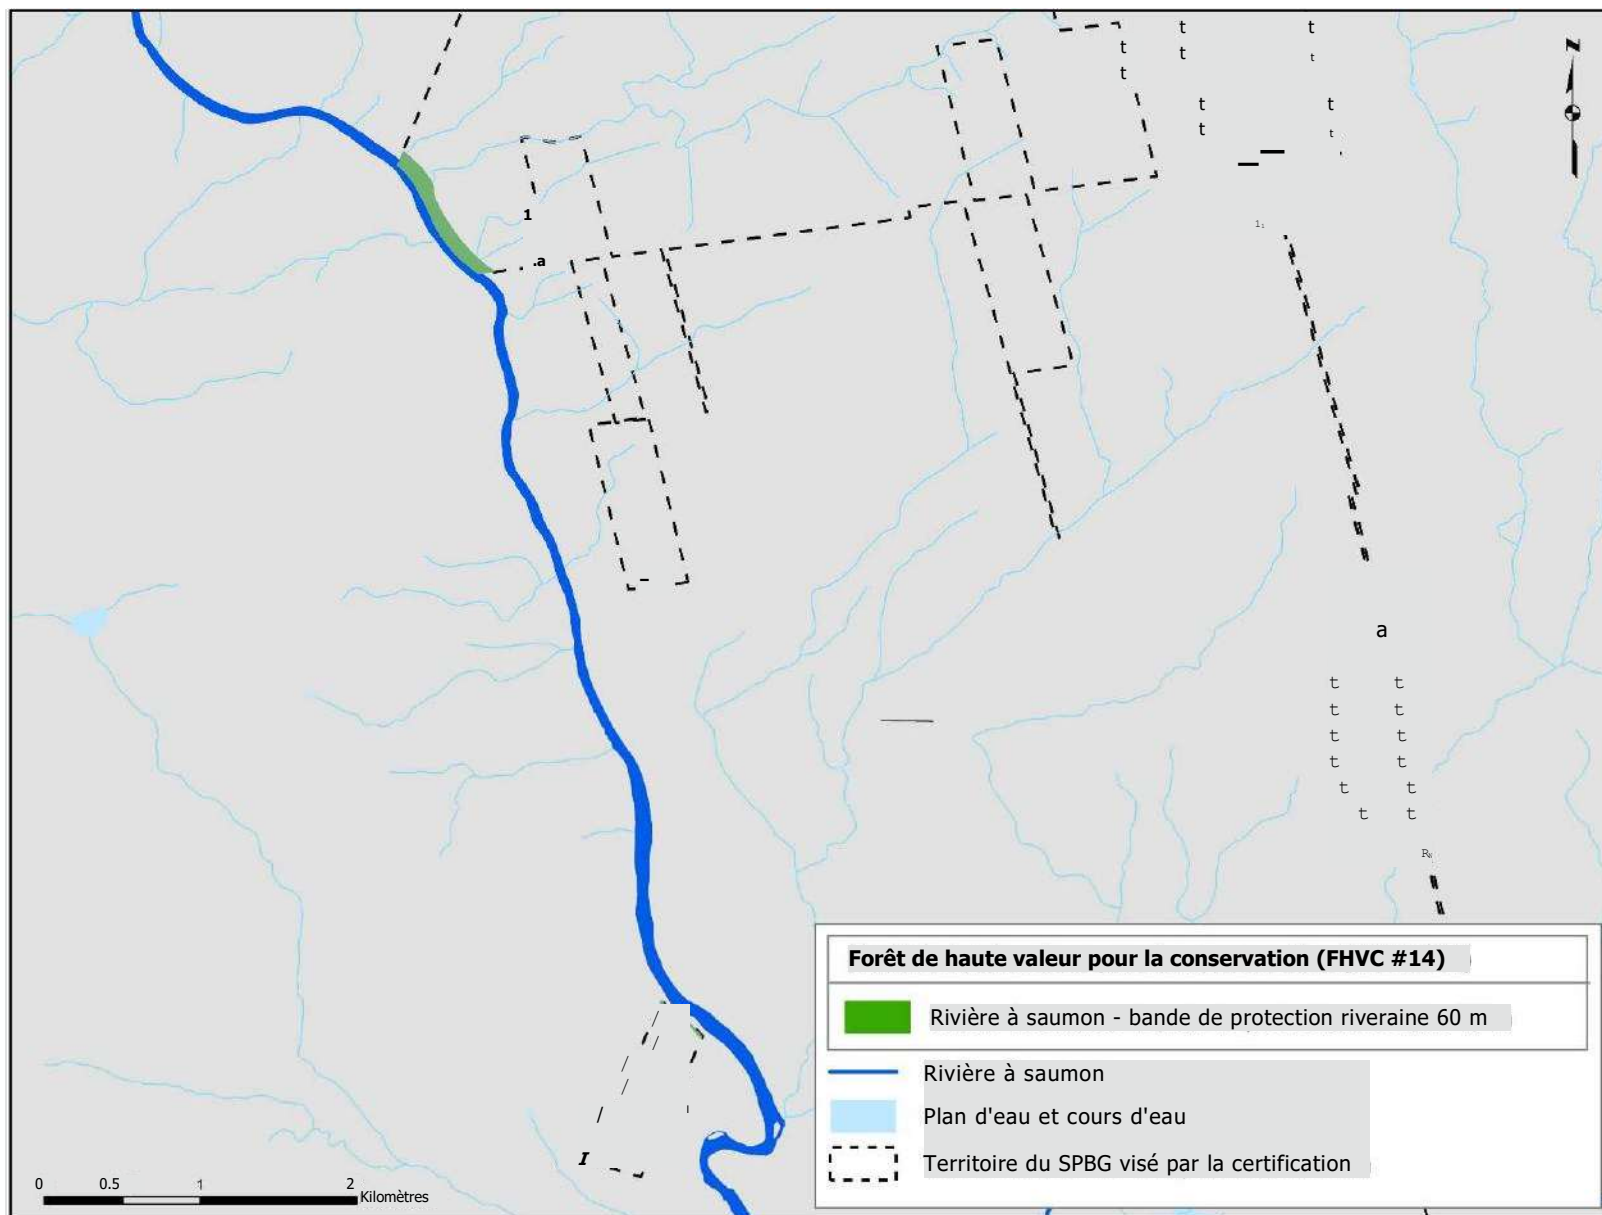 t t
t t
t t
t t
t t
N
1
.a
a
t t
t t
t t
t t
t t
t t
Forêt de haute valeur pour la conservation (FHVC #14)
Rivière à saumon - bande de protection riveraine 60 m
Rivière à saumon
Plan d'eau et cours d'eau
Territoire du SPBG visé par la certification
I
0 0.5 1 2
Kilomètres